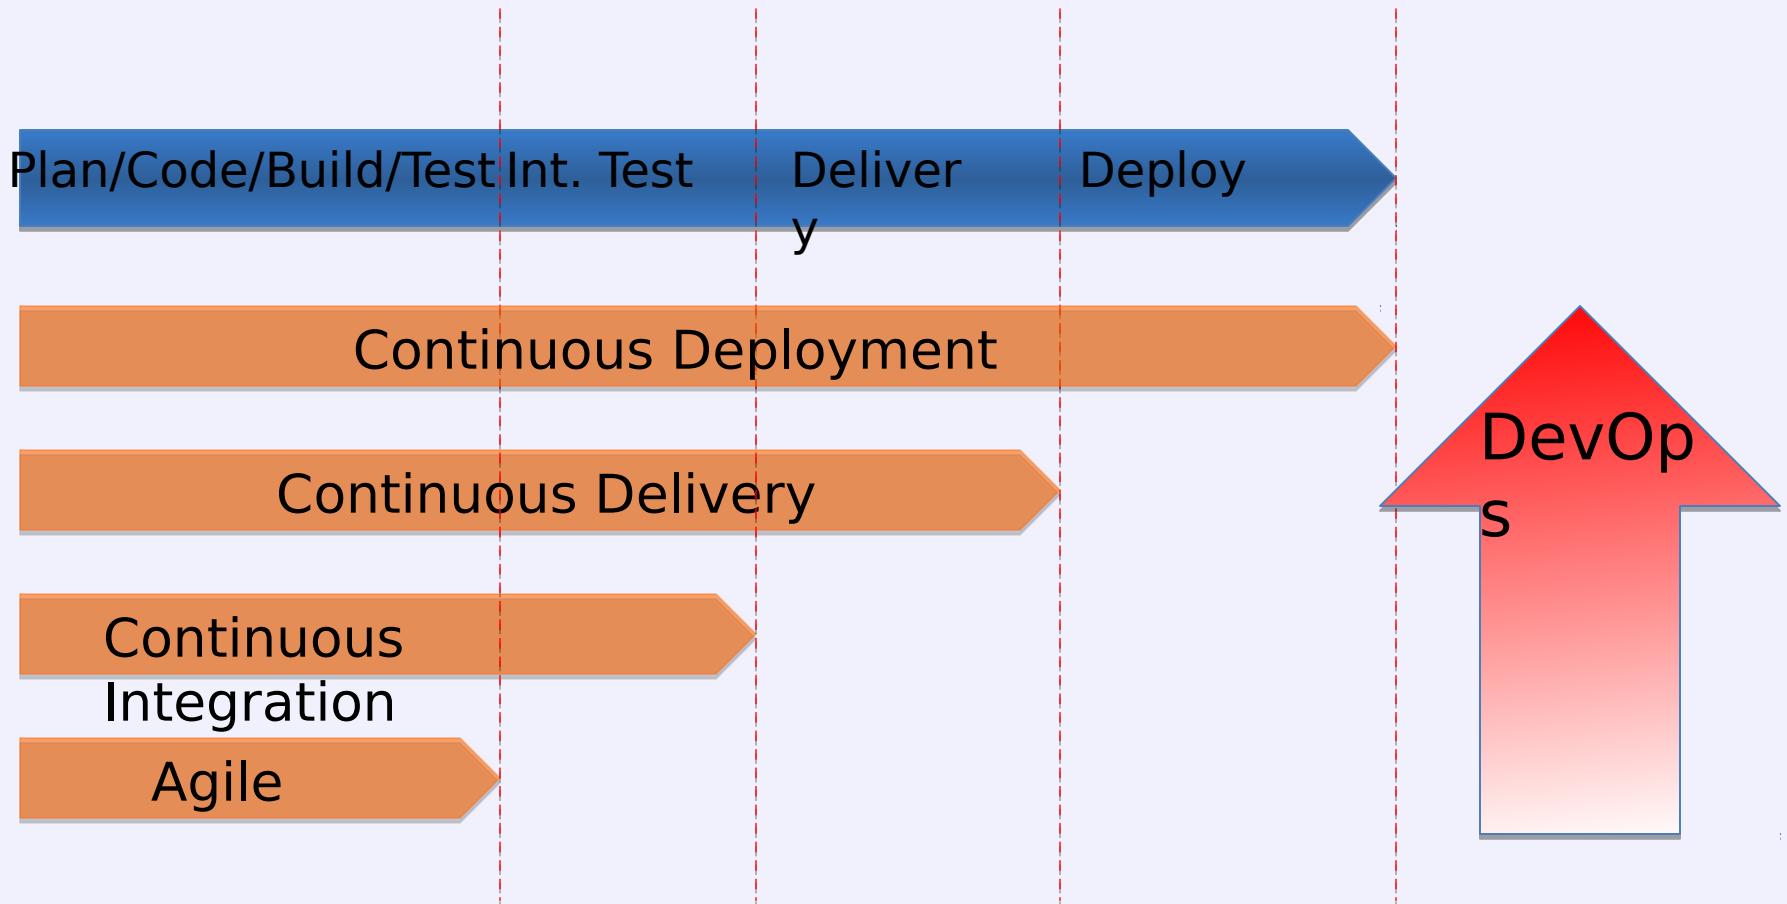 Plan/Code/Build/Test Int. Test Deliver Deploy
y
Continuous Deployment
DevOp
s
Continuous Delivery
Continuous
Integration
Agile